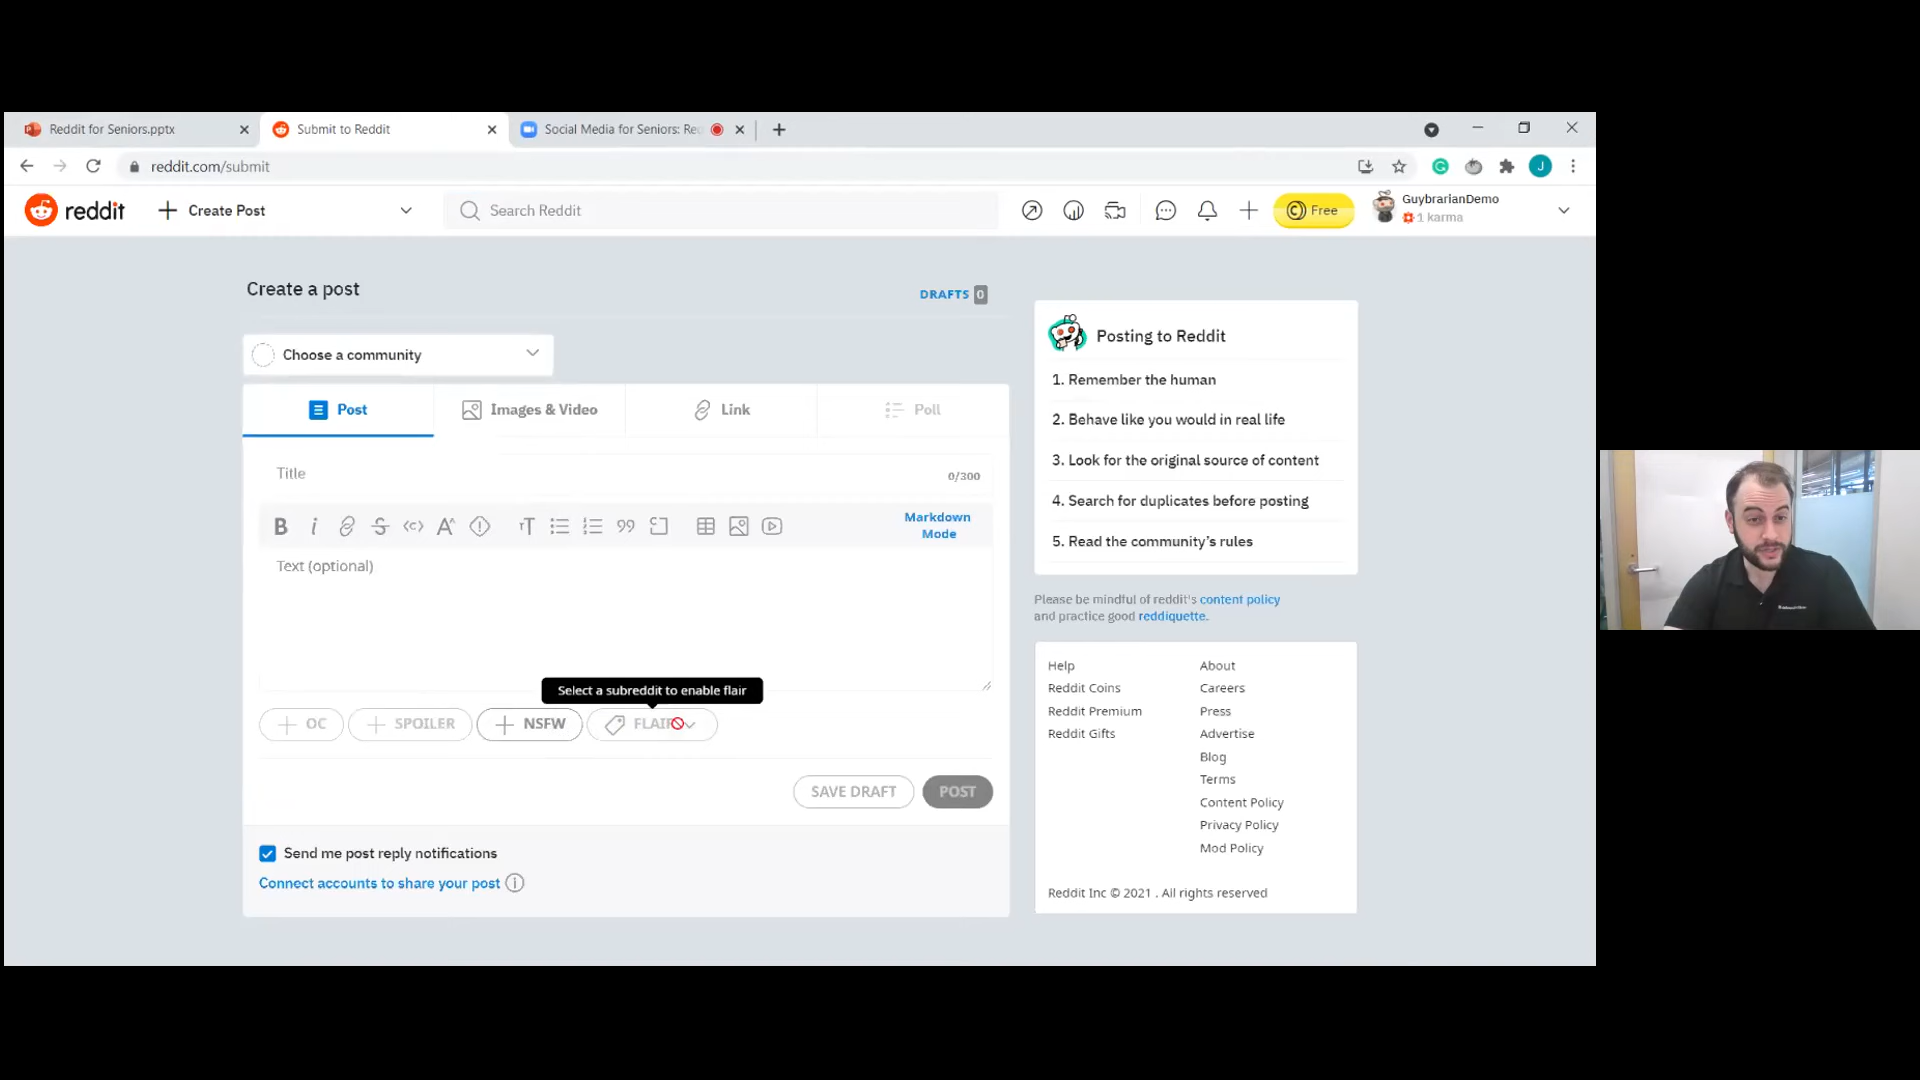 Reddit for Seniors.pptx
Submit to Reddit
Social Media for Seniors: Re
reddit.com/submit
J
reddit
Create Post
Search Reddit
Free
GuybrarianDemo
1 karma
Create a post
DRAFTS 0
Choose a community
Post
Images & Video
Link
Poll
Title
0/300
Markdown
Mode
Text (optional)
Select a subreddit to enable flair
OC
SPOILER
NSFW
FLAIR
SAVE DRAFT
POST
Send me post reply notifications
Connect accounts to share your post
Posting to Reddit
1. Remember the human
2. Behave like you would in real life
3. Look for the original source of content
4. Search for duplicates before posting
5. Read the community's rules
Please be mindful of reddit's content policy
and practice good reddiquette.
Help
About
Reddit Coins
Careers
Reddit Premium
Press
Reddit Gifts
Advertise
Blog
Terms
Content Policy
Privacy Policy
Mod Policy
Reddit Inc © 2021 . All rights reserved